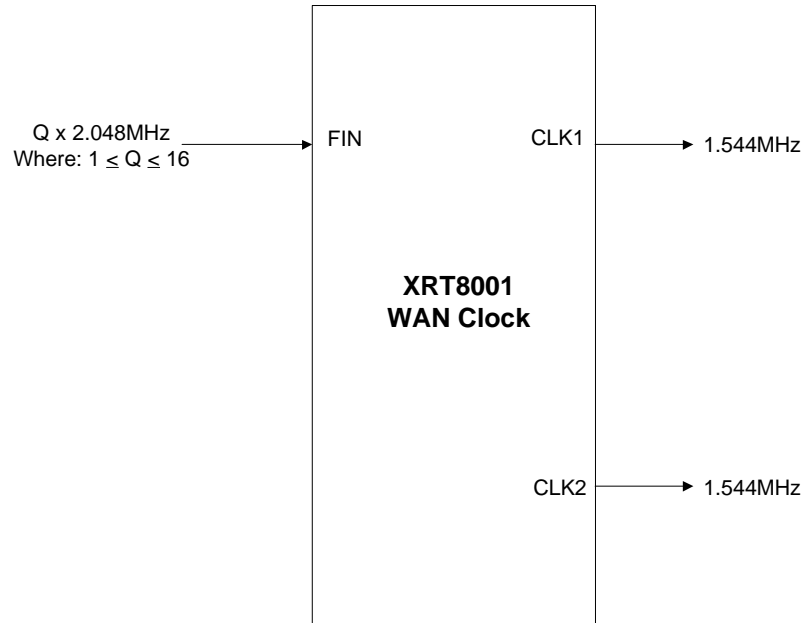 Q x 2.048MHz
Where: 1 ≤ Q ≤ 16
FIN
CLK1
1.544MHz
XRT8001
WAN Clock
CLK2
1.544MHz